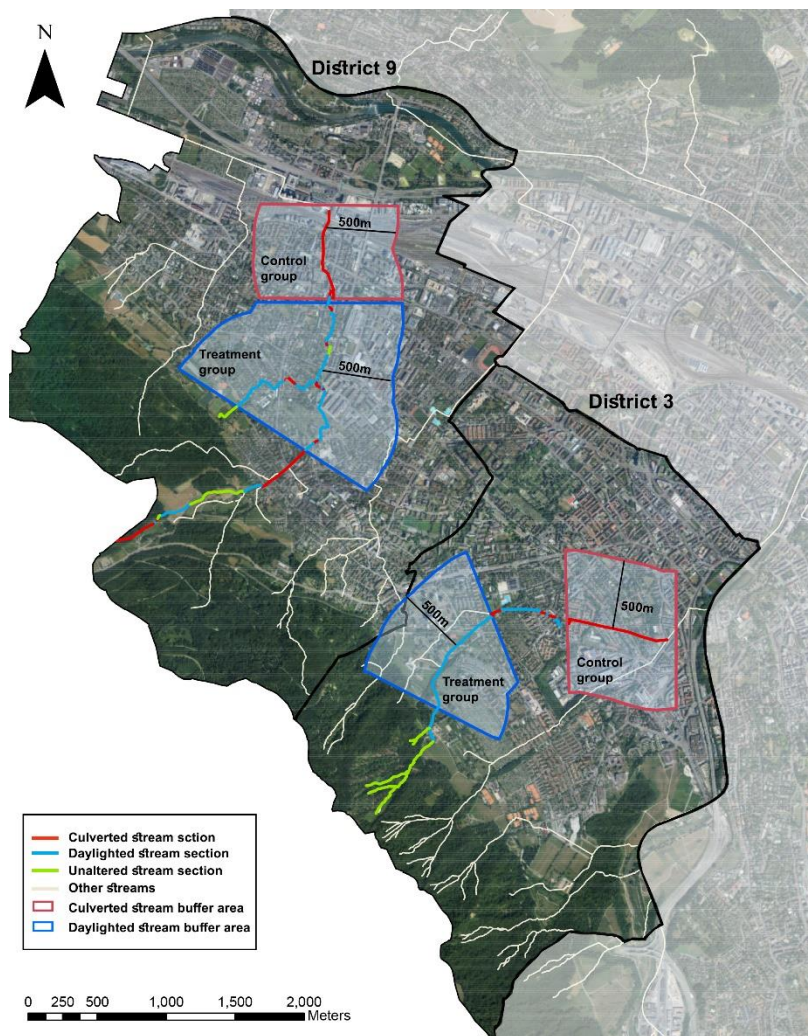 N
District 9
500m
Control
group
Treatment
group
500m
District 3
500m
500m
Control
group
Treatment
group
Culverted stream sction
Daylighted stream section
Unaltered stream section
Other streams
Culverted stream buffer area
Daylighted stream buffer area
0 250 500 1,000 1,500 2,000
Meters